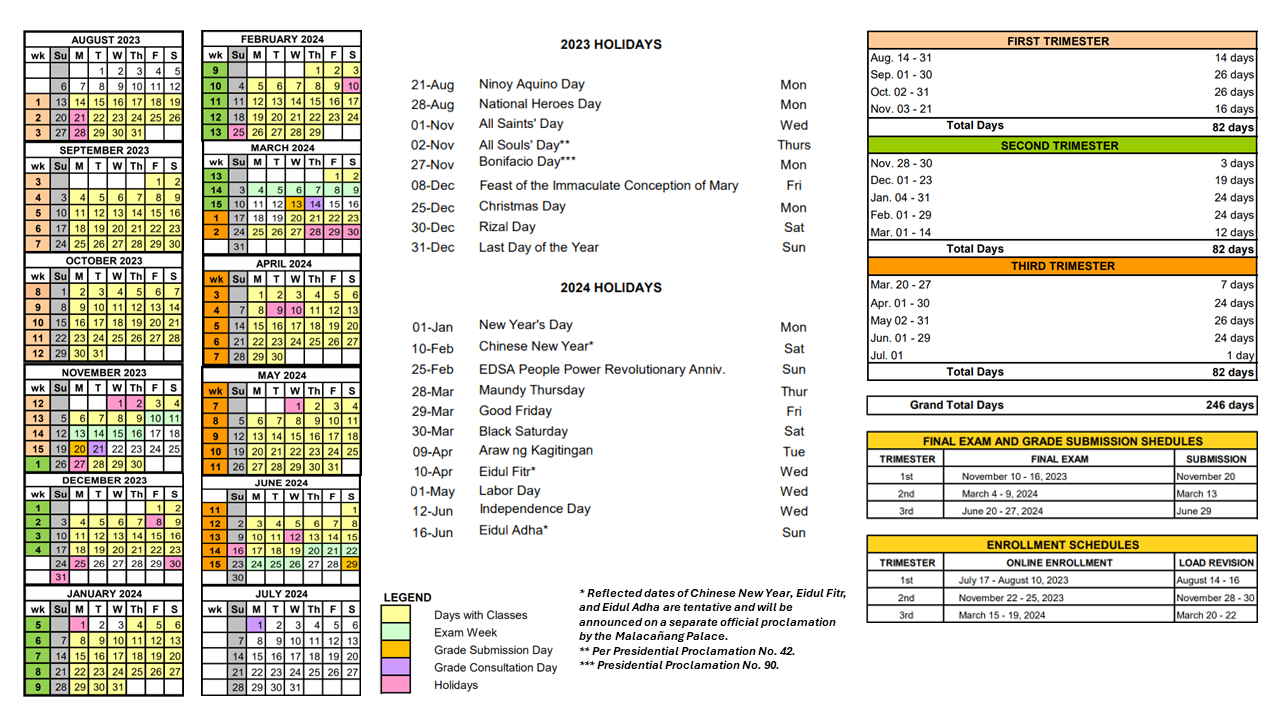 AUGUST 2023
wk Su M T W Th F S
1 2 3 4 5
6 7 8 9 10 11 12
1 13 14 15 16 17 18 19
2 20 21 22 23 24 25 26
3 27 28 29 30 31
SEPTEMBER 2023
3 1 2
4 3 4 5 6 7 8 9
5 10 11 12 13 14 15 16
6 17 18 19 20 21 22 23
7 24 25 26 27 28 29 30
OCTOBER 2023
8 1 2 3 4 5 6 7
9 8 9 10 11 12 13 14
10 15 16 17 18 19 20 21
11 22 23 24 25 26 27 28
12 29 30 31
NOVEMBER 2023
wk Su M T W Th F S
12 1 2 3 4
13 5 6 7 8 9 10 11
14 12 13 14 15 16 17 18
15 19 20 21 22 23 24 25
1 26 27 28 29 30
DECEMBER 2023
wk Su M T W Th F S
1 1 2
2 3 4 5 6 7 8 9
3 10 11 12 13 14 15 16
4 17 18 19 20 21 22 23
24 25 26 27 28 29 30
31
JANUARY 2024
wk Su M T W Th F S
5 1 2 3 4 5 6
6 7 8 9 10 11 12 13
7 14 15 16 17 18 19 20
8 21 22 23 24 25 26 27
9 28 29 30 31
FEBRUARY 2024
wk Su M T W Th F S
9 1 2 3
10 4 5 6 7 8 9 10
11 11 12 13 14 15 16 17
12 18 19 20 21 22 23 24
13 25 26 27 28 29
MARCH 2024
wk Su M T W Th F S
13 1 2
14 3 4 5 6 7 8 9
15 10 11 12 13 14 15 16
1 17 18 19 20 21 22 23
2 24 25 26 27 28 29 30
31
APRIL 2024
wk Su M T W Th F S
3 1 2 3 4 5 6
4 7 8 9 10 11 12 13
5 14 15 16 17 18 19 20
6 21 22 23 24 25 26 27
7 28 29 30
MAY 2024
wk Su M T W Th F S
7 1 2 3 4
8 5 6 7 8 9 10 11
9 12 13 14 15 16 17 18
10 19 20 21 22 23 24 25
11 26 27 28 29 30 31
JUNE 2024
Su M T W Th F S
11 1
12 2 3 4 5 6 7 8
13 9 10 11 12 13 14 15
14 16 17 18 19 20 21 22
15 23 24 25 26 27 28 29
30
JULY 2024
wk Su M T W Th F S
1 2 3 4 5 6
7 8 9 10 11 12 13
14 15 16 17 18 19 20
21 22 23 24 25 26 27
28 29 30 31
2023 HOLIDAYS
21-Aug Ninoy Aquino Day Mon
28-Aug National Heroes Day Mon
01-Nov All Saints' Day Wed
02-Nov All Souls' Day** Thurs
27-Nov Bonifacio Day*** Mon
08-Dec Feast of the Immaculate Conception of Mary Fri
25-Dec Christmas Day Mon
30-Dec Rizal Day Sat
31-Dec Last Day of the Year Sun
2024 HOLIDAYS
01-Jan New Year's Day Mon
10-Feb Chinese New Year* Sat
25-Feb EDSA People Power Revolutionary Anniv. Sun
28-Mar Maundy Thursday Thur
29-Mar Good Friday Fri
30-Mar Black Saturday Sat
09-Apr Araw ng Kagitingan Tue
10-Apr Eidul Fitr* Wed
01-May Labor Day Wed
12-Jun Independence Day Wed
16-Jun Eidul Adha* Sun
LEGEND
Days with Classes
Exam Week
Grade Submission Day
Grade Consultation Day
Holidays
* Reflected dates of Chinese New Year, Eidul Fitr,
and Eidul Adha are tentative and will be
announced on a separate official proclamation
by the Malacañang Palace.
** Per Presidential Proclamation No. 42.
*** Presidential Proclamation No. 90.
FIRST TRIMESTER
Aug. 14 - 31 14 days
Sep. 01 - 30 26 days
Oct. 02 - 31 26 days
Nov. 03 - 21 16 days
Total Days 82 days
SECOND TRIMESTER
Nov. 28 - 30 3 days
Dec. 01 - 23 19 days
Jan. 04 - 31 24 days
Feb. 01 - 29 24 days
Mar. 01 - 14 12 days
Total Days 82 days
THIRD TRIMESTER
Mar. 20 - 27 7 days
Apr. 01 - 30 24 days
May 02 - 31 26 days
Jun. 01 - 29 24 days
Jul. 01 1 day
Total Days 82 days
Grand Total Days 246 days
FINAL EXAM AND GRADE SUBMISSION SHEDULES
TRIMESTER FINAL EXAM SUBMISSION
1st November 10 - 16, 2023 November 20
2nd March 4 - 9, 2024 March 13
3rd June 20 - 27, 2024 June 29
ENROLLMENT SCHEDULES
TRIMESTER ONLINE ENROLLMENT LOAD REVISION
1st July 17 - August 10, 2023 August 14 - 16
2nd November 22 - 25, 2023 November 28 - 30
3rd March 15 - 19, 2024 March 20 - 22